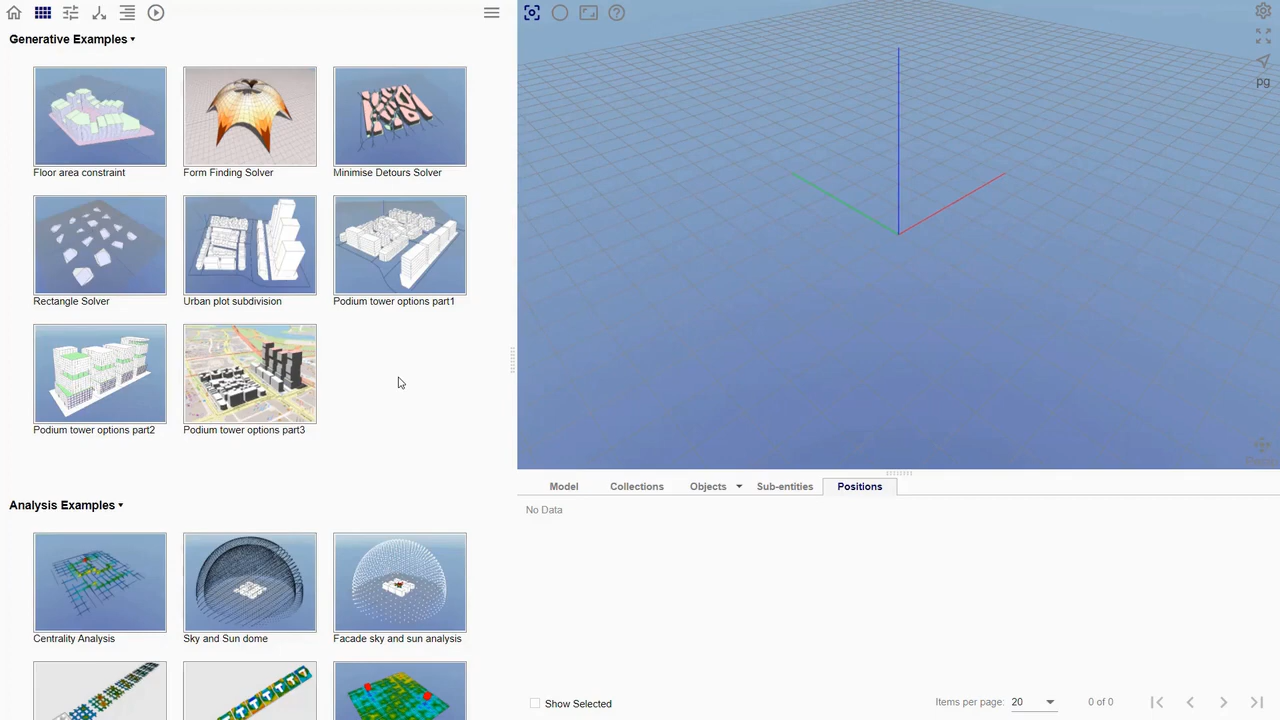 Generative Examples
Floor area constraint
Form Finding Solver
Minimise Detours Solver
Rectangle Solver
Urban plot subdivision
Podium tower options part1
Podium tower options part2
Podium tower options part3
Analysis Examples
Centrality Analysis
Sky and Sun dome
Facade sky and sun analysis
pg
Model
Collections
Objects
Sub-entities
Positions
No Data
Show Selected
Items per page: 20
0 of 0